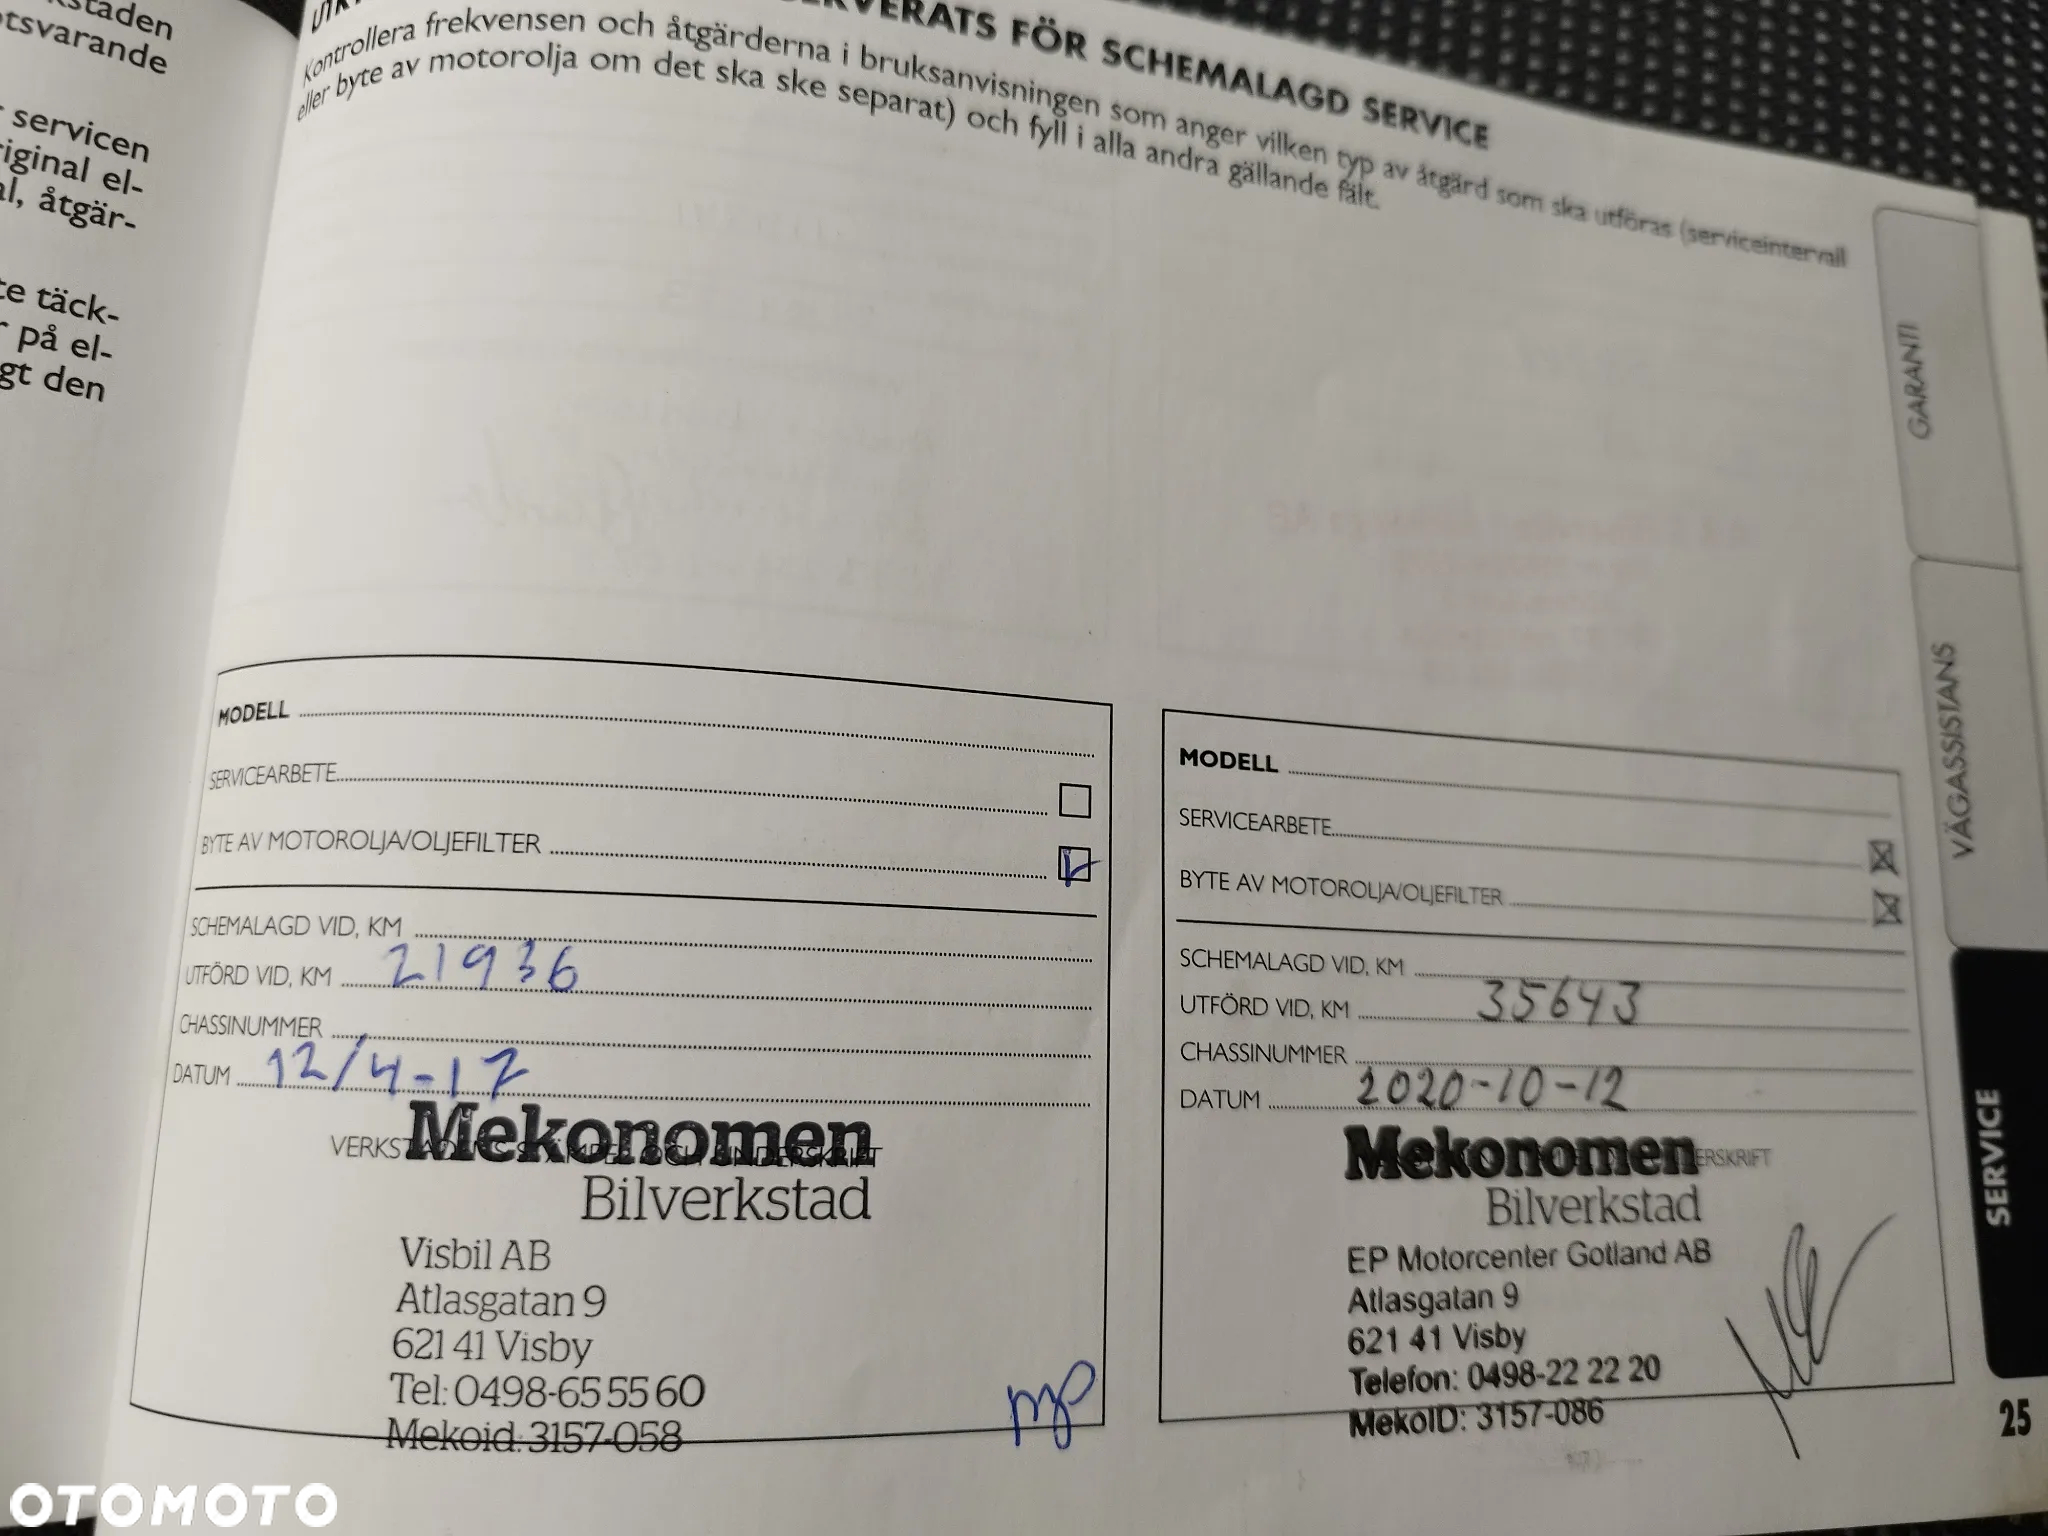 staden
tsvarande
servicen
riginal el-
al, åtgär-
te täck-
r på el-
gt den
FÖR SCHEMALAGD SERVICE
Kontrollera frekvensen och åtgärderna i bruksanvisningen som anger vilken typ av åtgärd som ska utföras (serviceintervall
eller byte av motorolja om det ska ske separat) och fyll i alla andra gällande fält.
MODELL
SERVICEARBETE
BYTE AV MOTOROLJA/OLJEFILTER
SCHEMALAGD VID, KM
UTFÖRD VID, KM 21936
CHASSINUMMER
DATUM 12/4-17
VERKSTADENS STÄMPEL OCH UNDERSKRIFT
Mekonomen
Bilverkstad
Visbil AB
Atlasgatan 9
621 41 Visby
Tel: 0498-65 55 60
Mekoid: 3157-058
MODELL
SERVICEARBETE
BYTE AV MOTOROLJA/OLJEFILTER
SCHEMALAGD VID, KM
UTFÖRD VID, KM 35643
CHASSINUMMER
DATUM 2020-10-12
Mekonomen
Bilverkstad
EP Motorcenter Gotland AB
Atlasgatan 9
621 41 Visby
Telefon: 0498-22 22 20
MekoID: 3157-086
GARANTI
VÄGASSISTANS
SERVICE
25
OTOMOTO